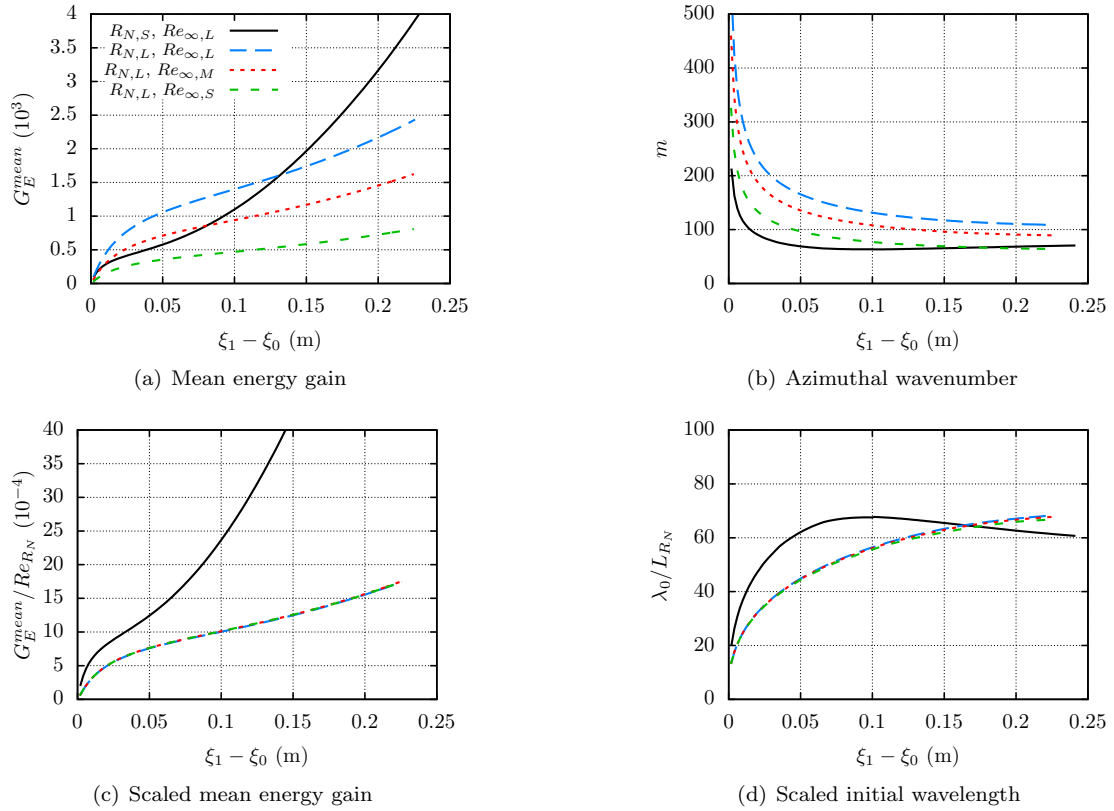 4
3.5
3
2.5
2
1.5
1
0.5
0
G_E^{mean} (10^3)
R_{N,S}, Re_{∞,L}
R_{N,L}, Re_{∞,L}
R_{N,L}, Re_{∞,M}
R_{N,L}, Re_{∞,S}
0 0.05 0.1 0.15 0.2 0.25
ξ_1 − ξ_0 (m)
(a) Mean energy gain
500
400
300
200
100
0
m
0 0.05 0.1 0.15 0.2 0.25
ξ_1 − ξ_0 (m)
(b) Azimuthal wavenumber
40
35
30
25
20
15
10
5
0
G_E^{mean}/Re_{R_N} (10^{−4})
0 0.05 0.1 0.15 0.2 0.25
ξ_1 − ξ_0 (m)
(c) Scaled mean energy gain
100
80
60
40
20
0
λ_0/L_{R_N}
0 0.05 0.1 0.15 0.2 0.25
ξ_1 − ξ_0 (m)
(d) Scaled initial wavelength